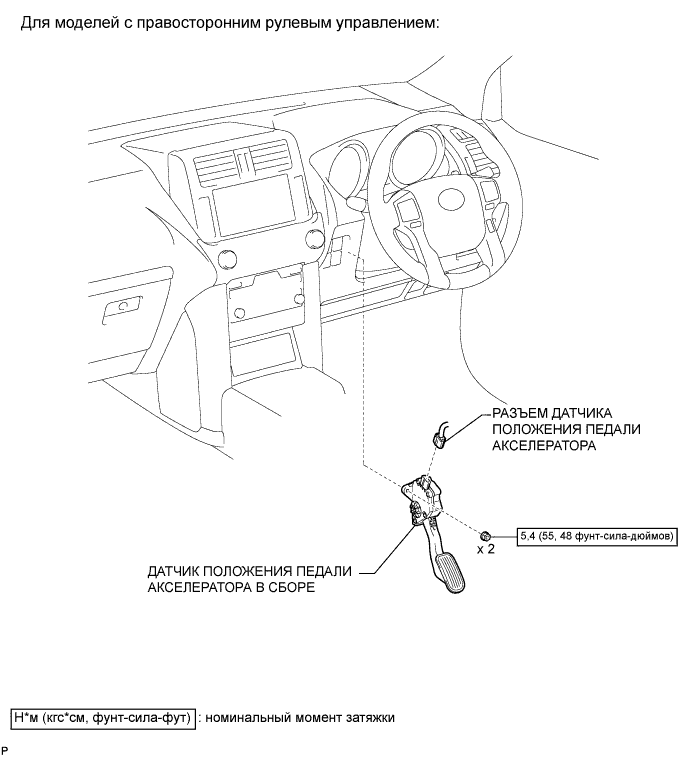 Для моделей с правосторонним рулевым управлением:
РАЗЪЕМ ДАТЧИКА
ПОЛОЖЕНИЯ ПЕДАЛИ
АКСЕЛЕРАТОРА
5,4 (55, 48 фунт-сила-дюймов)
x 2
ДАТЧИК ПОЛОЖЕНИЯ ПЕДАЛИ
АКСЕЛЕРАТОРА В СБОРЕ
Н*м (кгс*см, фунт-сила-фут) : номинальный момент затяжки
P